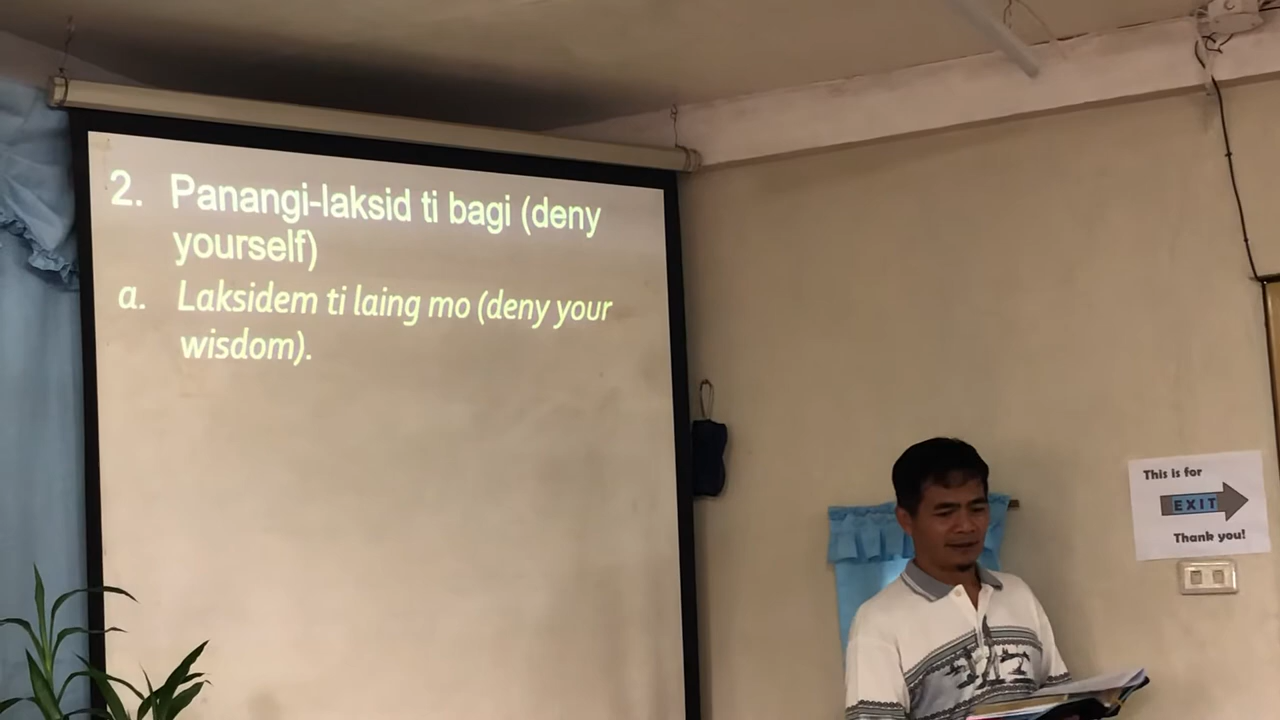 2. Panangi-laksid ti bagi (deny
yourself)
a. Laksidem ti laing mo (deny your
wisdom).
This is for
EXIT
Thank you!